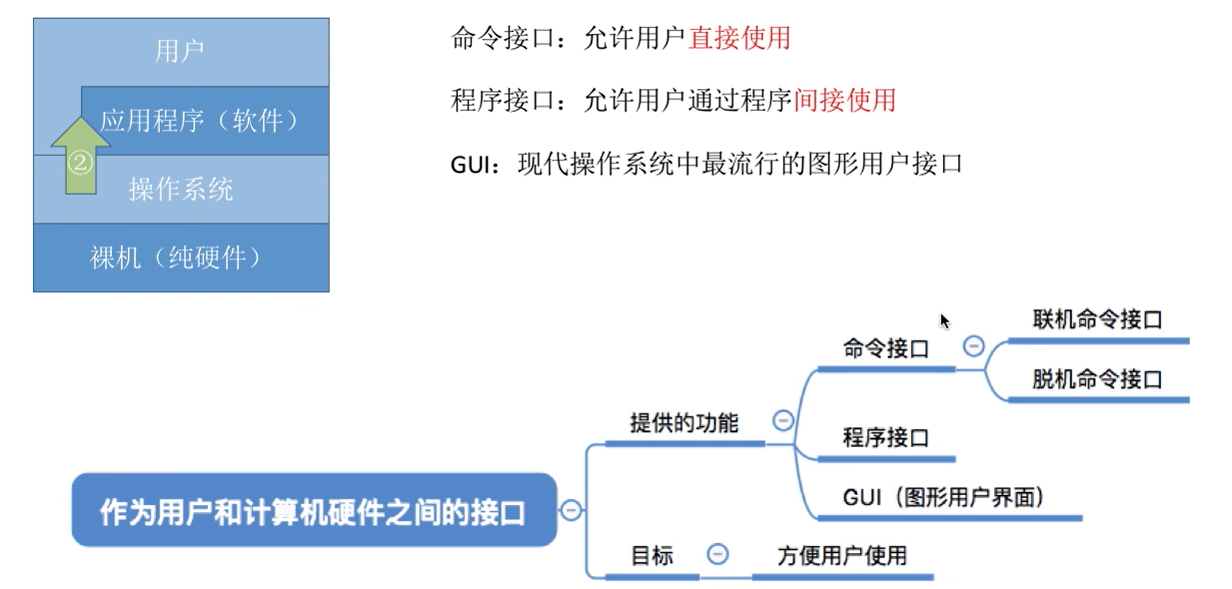 用户
应用程序（软件）
②
操作系统
裸机（纯硬件）
命令接口：允许用户直接使用
程序接口：允许用户通过程序间接使用
GUI：现代操作系统中最流行的图形用户接口
作为用户和计算机硬件之间的接口
提供的功能
命令接口
联机命令接口
脱机命令接口
程序接口
GUI（图形用户界面）
目标
方便用户使用